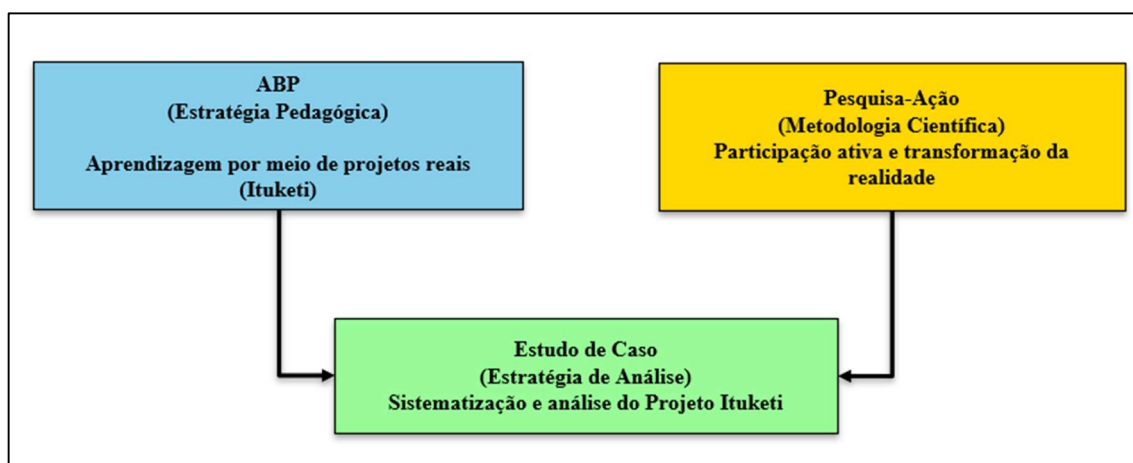 ABP
(Estratégia Pedagógica)
Aprendizagem por meio de projetos reais
(Ituketi)
Pesquisa-Ação
(Metodologia Científica)
Participação ativa e transformação da
realidade
Estudo de Caso
(Estratégia de Análise)
Sistematização e análise do Projeto Ituketi